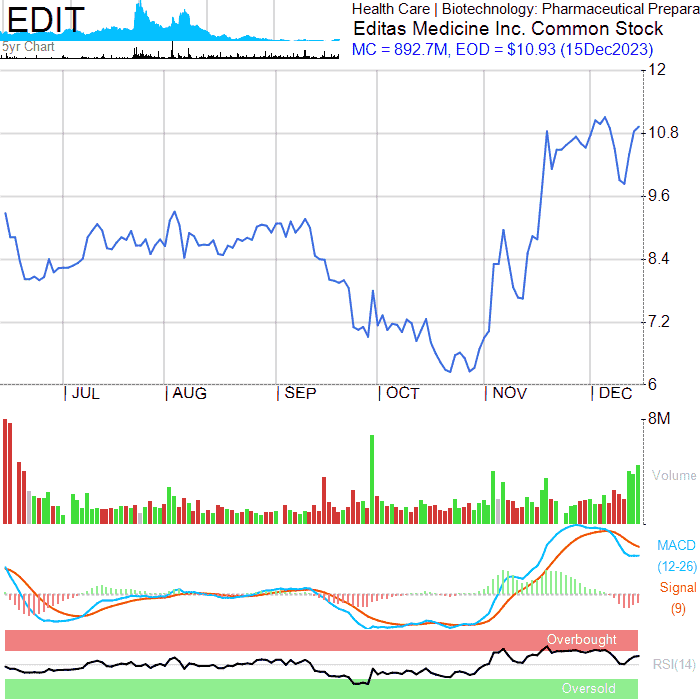 EDIT
5yr Chart
Health Care | Biotechnology: Pharmaceutical Prepara
Editas Medicine Inc. Common Stock
MC = 892.7M, EOD = $10.93 (15Dec2023)
12
10.8
9.6
8.4
7.2
6
| JUL | AUG | SEP | OCT | NOV | DEC
8M
Volume
MACD
(12-26)
Signal
(9)
Overbought
RSI(14)
Oversold